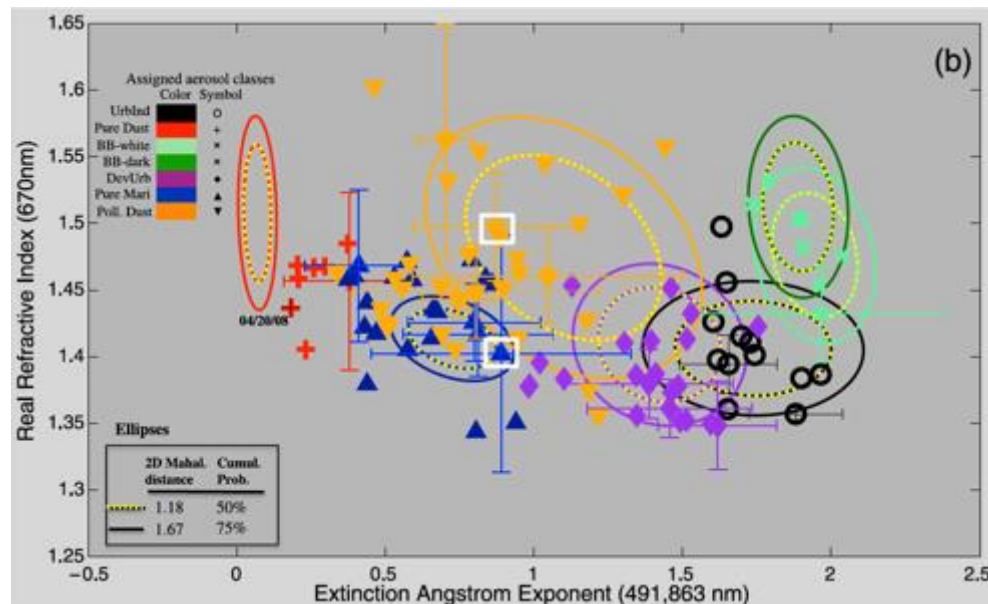 (b)
1.65
1.6
1.55
1.5
1.45
1.4
1.35
1.3
1.25
Real Refractive Index (670nm)
Assigned aerosol classes
Color Symbol
UrbInd
Pure Dust
BB-white
BB-dark
DevUrb
Pure Mari
Poll. Dust
04/20/08
Ellipses
2D Mahal. Cumul.
distance Prob.
1.18 50%
1.67 75%
−0.5 0 0.5 1 1.5 2 2.5
Extinction Angstrom Exponent (491,863 nm)